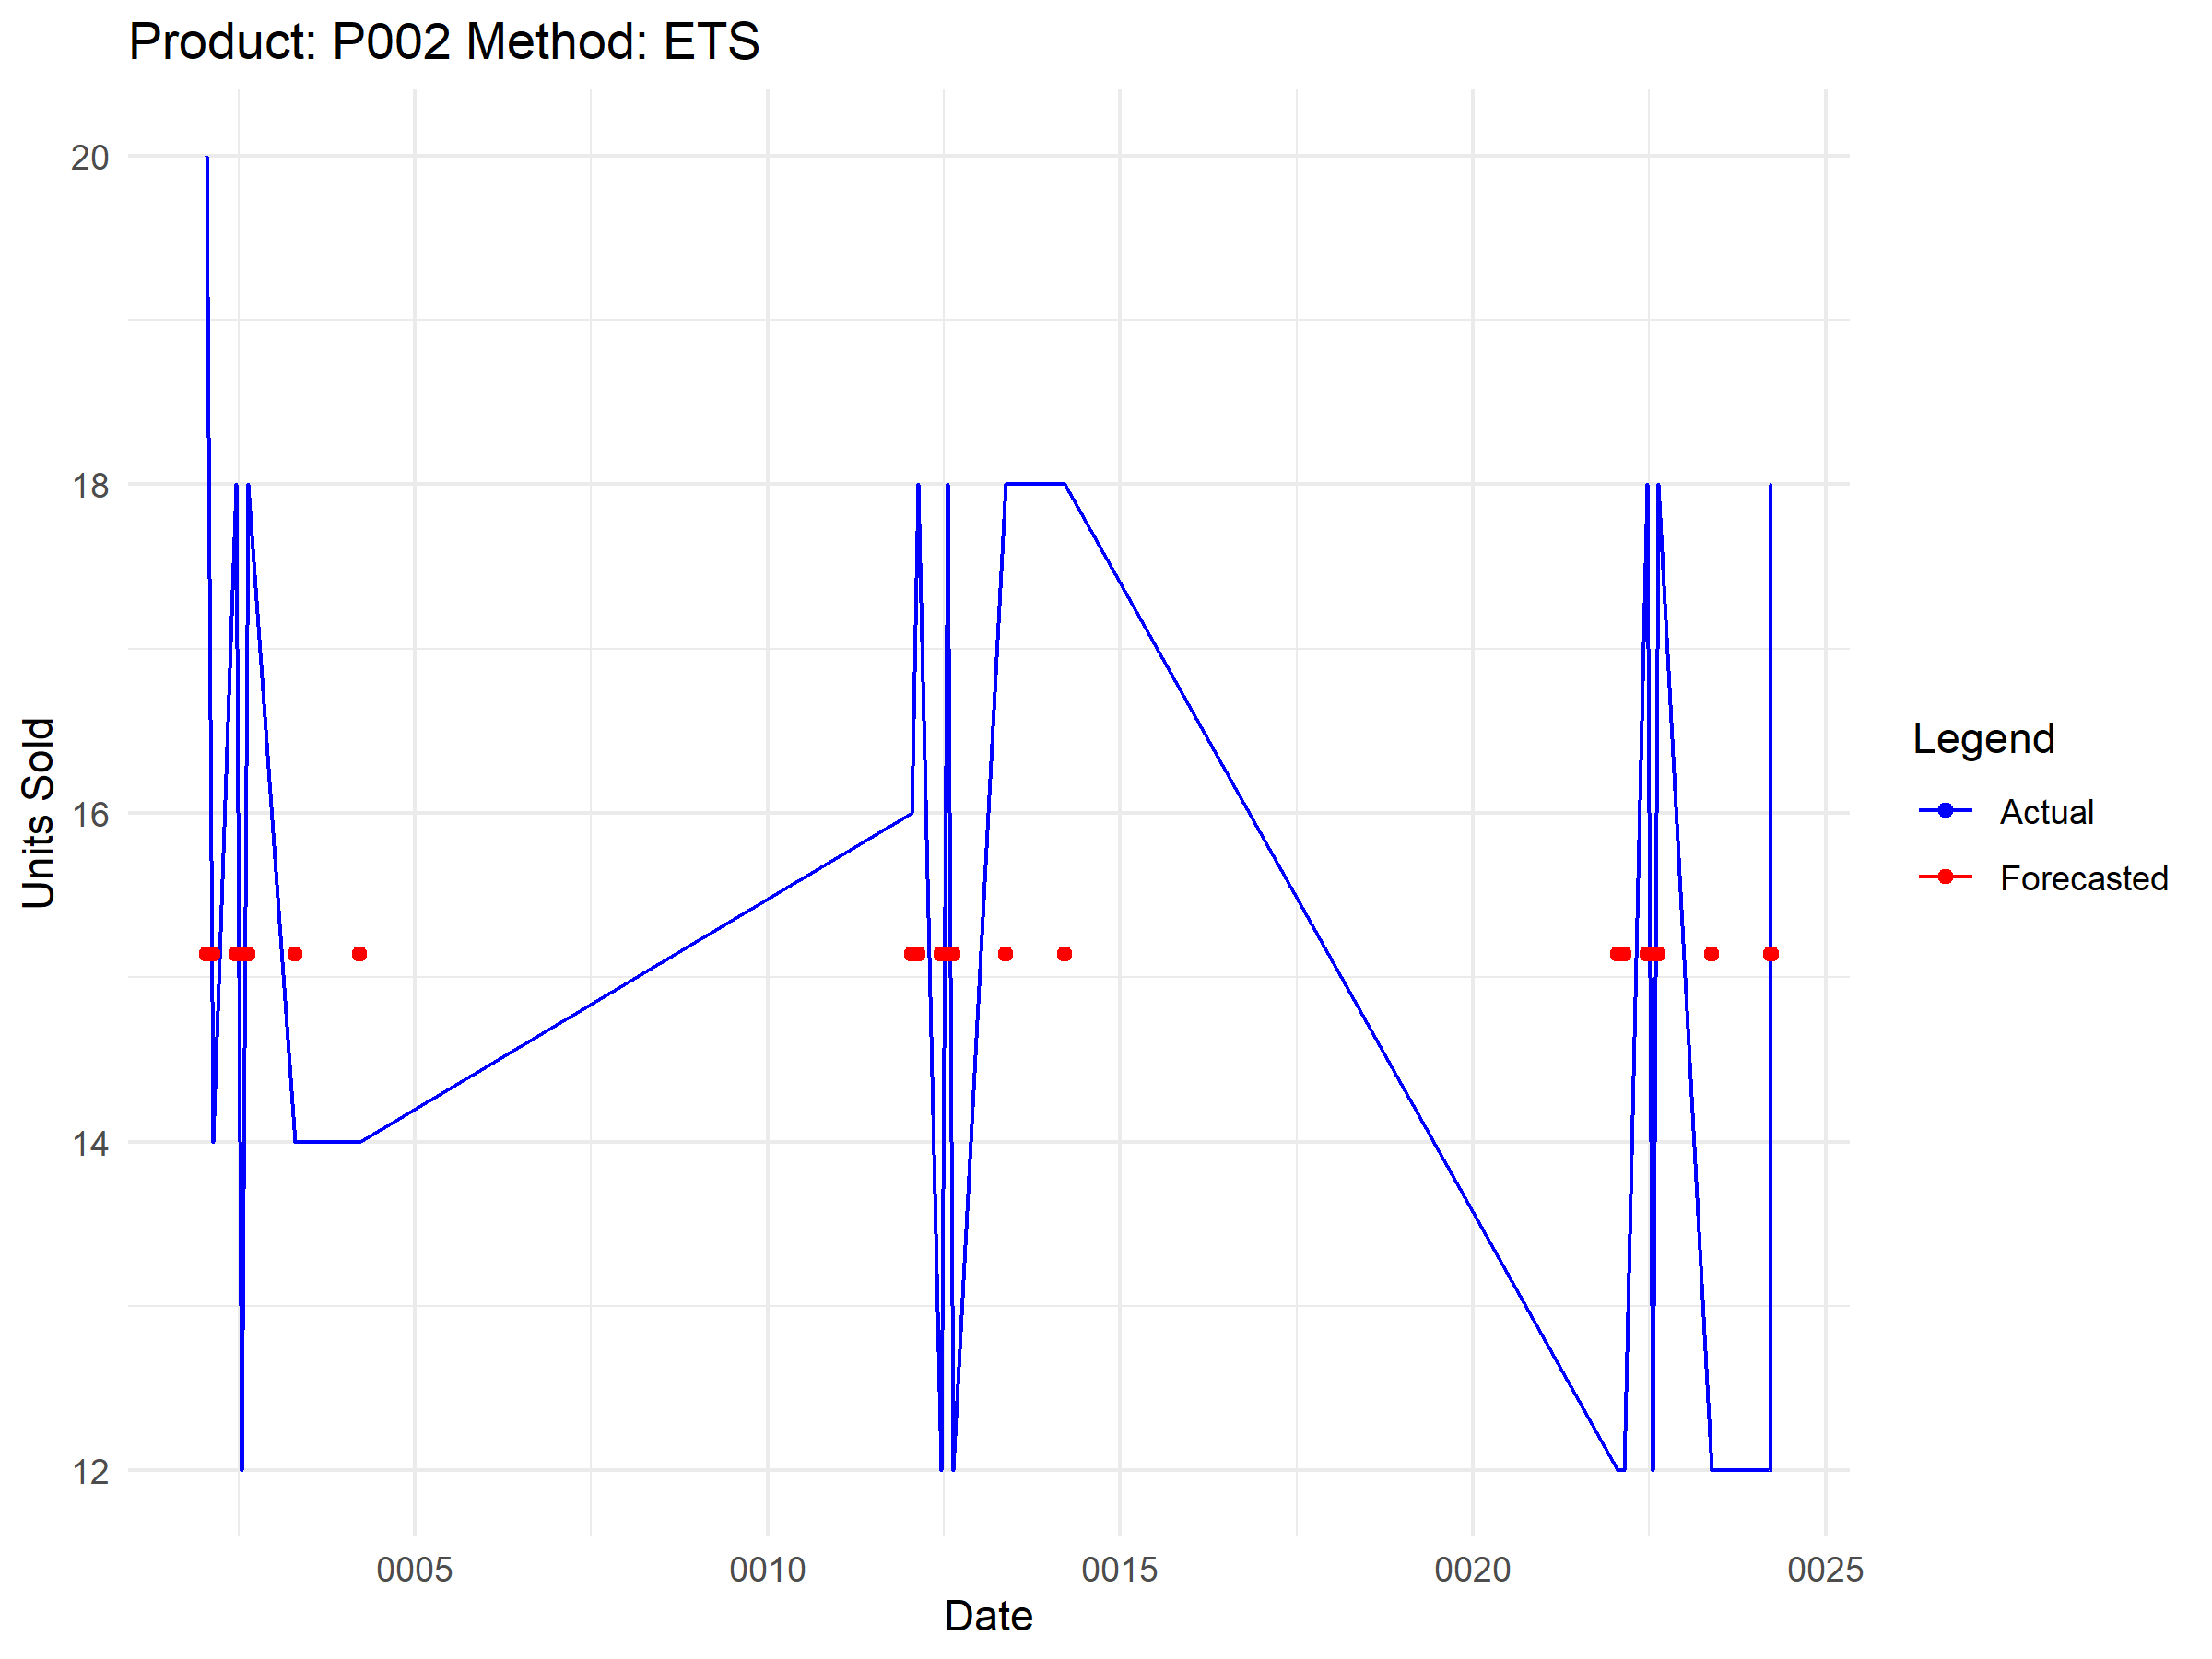 Product: P002 Method: ETS
20
18
16
14
12
Units Sold
0005
0010
0015
0020
0025
Date
Legend
Actual
Forecasted